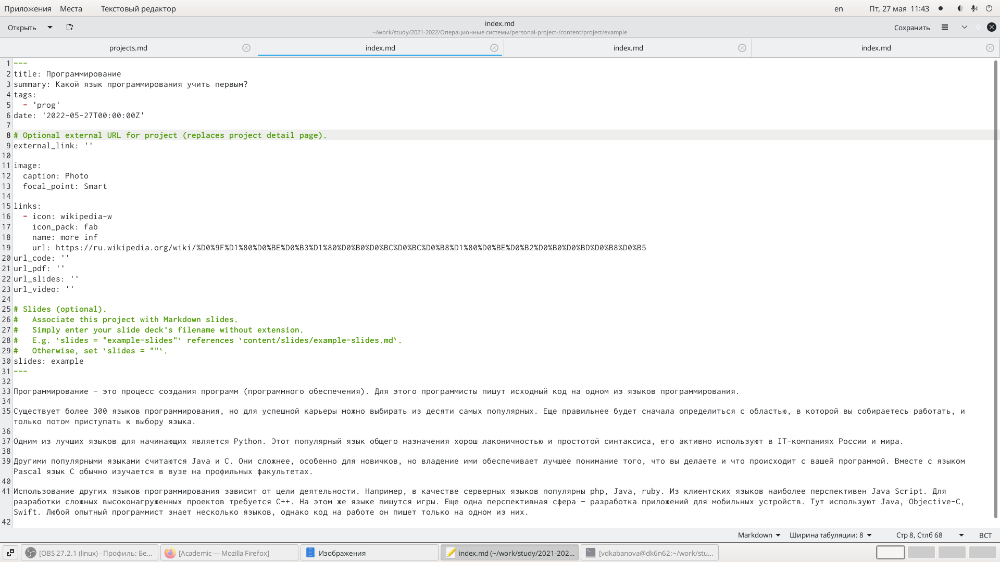 Приложения Места Текстовый редактор en Пт, 27 мая 11:43
Открыть index.md Сохранить
~/work/study/2021-2022/Операционные системы/personal-project-/content/project/example
projects.md index.md index.md index.md
1 ---
2 title: Программирование
3 summary: Какой язык программирования учить первым?
4 tags:
5   - 'prog'
6 date: '2022-05-27T00:00:00Z'
7
8 # Optional external URL for project (replaces project detail page).
9 external_link: ''
10
11 image:
12   caption: Photo
13   focal_point: Smart
14
15 links:
16   - icon: wikipedia-w
17     icon_pack: fab
18     name: more inf
19     url: https://ru.wikipedia.org/wiki/%D0%9F%D1%80%D0%BE%D0%B3%D1%80%D0%B0%D0%BC%D0%BC%D0%B8%D1%80%D0%BE%D0%B2%D0%B0%D0%BD%D0%B8%D0%B5
20 url_code: ''
21 url_pdf: ''
22 url_slides: ''
23 url_video: ''
24
25 # Slides (optional).
26 #   Associate this project with Markdown slides.
27 #   Simply enter your slide deck's filename without extension.
28 #   E.g. `slides = "example-slides"` references `content/slides/example-slides.md`.
29 #   Otherwise, set `slides = ""`.
30 slides: example
31 ---
32
33 Программирование – это процесс создания программ (программного обеспечения). Для этого программисты пишут исходный код на одном из языков программирования.
34
35 Существует более 300 языков программирования, но для успешной карьеры можно выбирать из десяти самых популярных. Еще правильнее будет сначала определиться с областью, в которой вы собираетесь работать, и
только потом приступать к выбору языка.
36
37 Одним из лучших языков для начинающих является Python. Этот популярный язык общего назначения хорош лаконичностью и простотой синтаксиса, его активно используют в IT-компаниях России и мира.
38
39 Другими популярными языками считаются Java и C. Они сложнее, особенно для новичков, но владение ими обеспечивает лучшее понимание того, что вы делаете и что происходит с вашей программой. Вместе с языком
Pascal язык C обычно изучается в вузе на профильных факультетах.
40
41 Использование других языков программирования зависит от цели деятельности. Например, в качестве серверных языков популярны php, Java, ruby. Из клиентских языков наиболее перспективен Java Script. Для
разработки сложных высоконагруженных проектов требуется C++. На этом же языке пишутся игры. Еще одна перспективная сфера – разработка приложений для мобильных устройств. Тут используют Java, Objective-C,
Swift. Любой опытный программист знает несколько языков, однако код на работе он пишет только на одном из них.
42
Markdown Ширина табуляции: 8 Стр 8, Стлб 68 ВСТ
[OBS 27.2.1 (linux) - Профиль: Бе... [Academic — Mozilla Firefox] Изображения index.md (~/work/study/2021-202... [vdkabanova@dk6n62:~/work/stu...